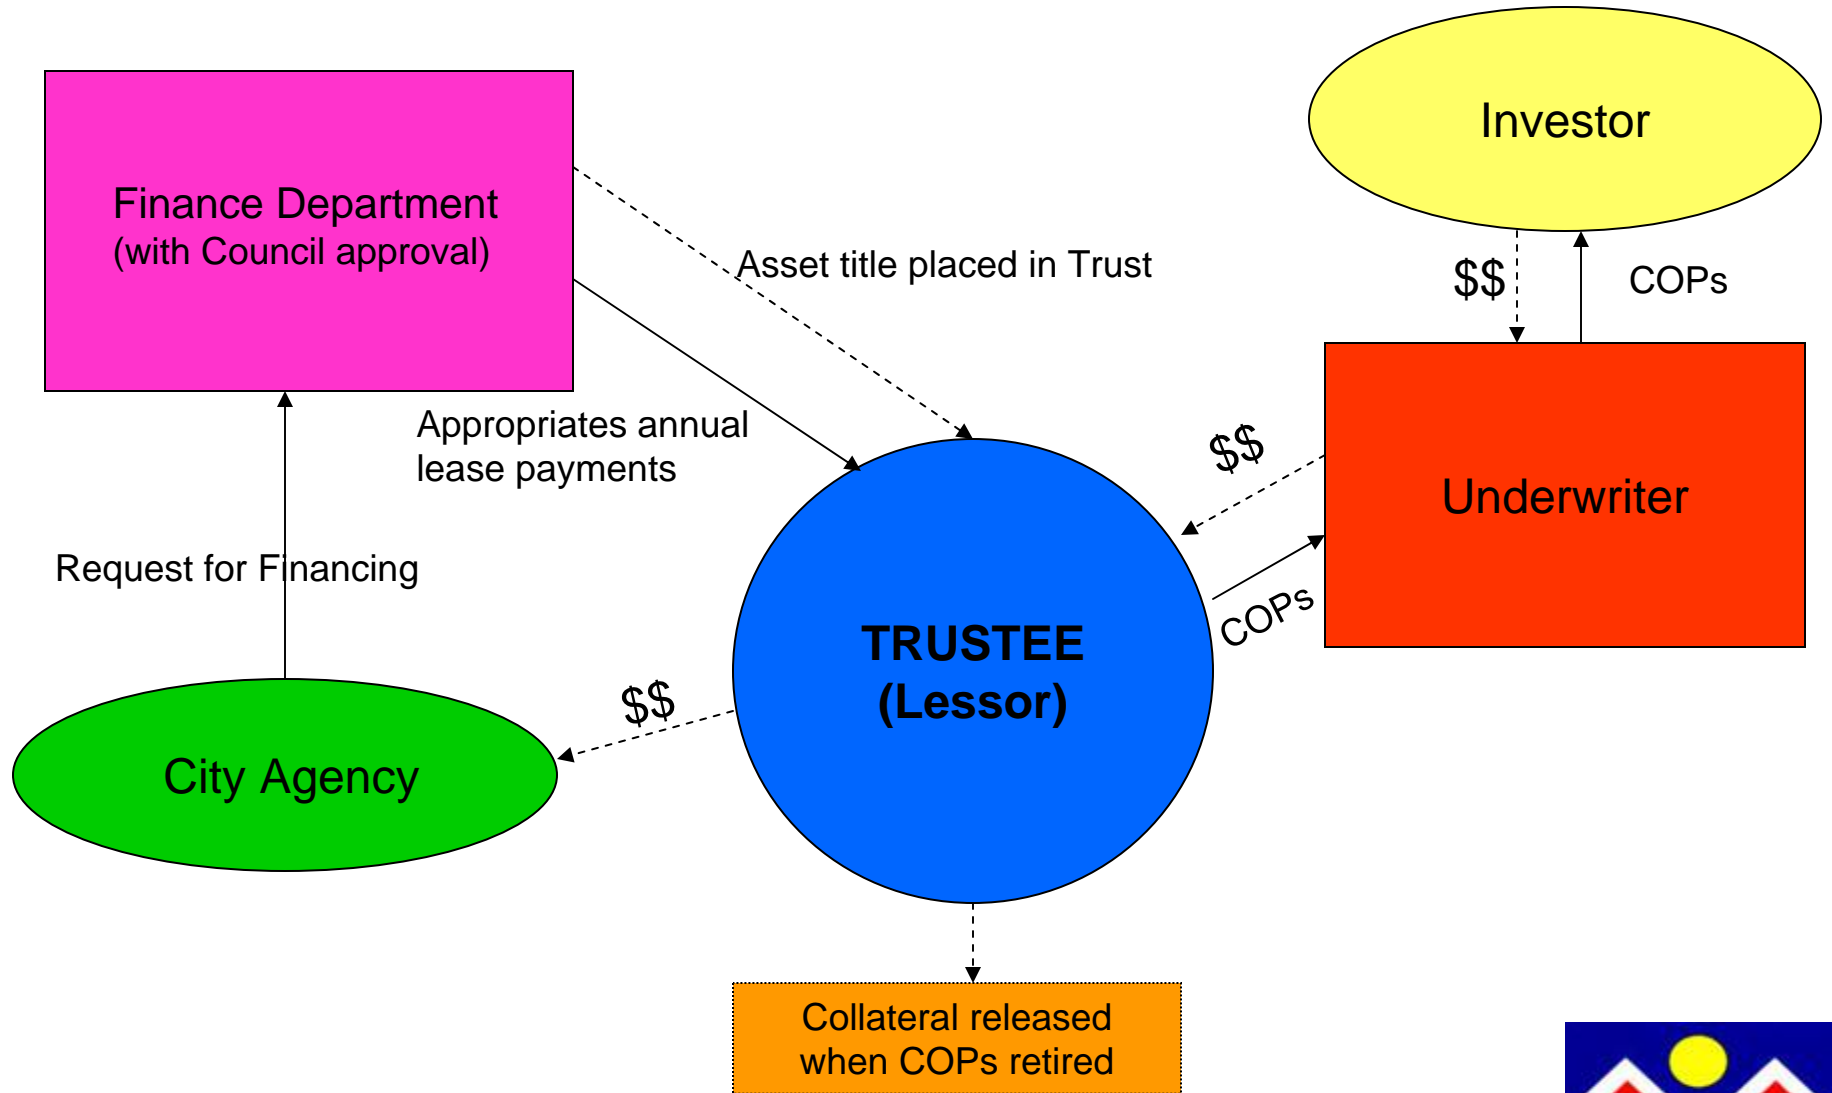 Investor
Finance Department
(with Council approval)
Asset title placed in Trust
$$
COPs
Appropriates annual
lease payments
$$
Underwriter
Request for Financing
COPs
TRUSTEE
(Lessor)
$$
City Agency
Collateral released
when COPs retired